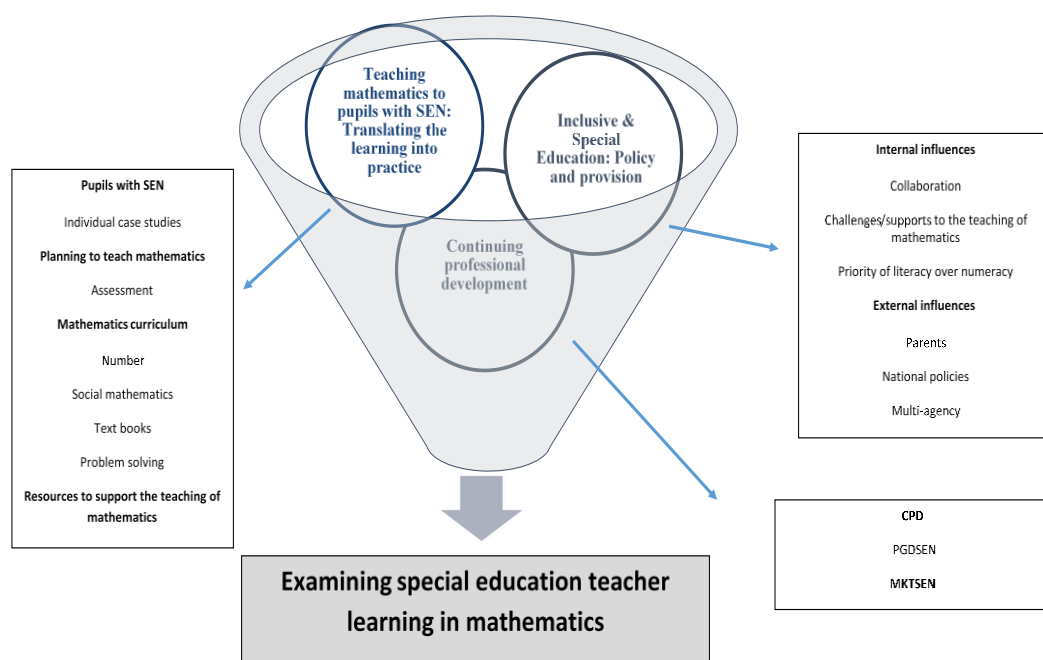 Teaching
mathematics to
pupils with SEN:
Translating the
learning into
practice
Inclusive &
Special
Education: Policy
and provision
Continuing
professional
development
Pupils with SEN
Individual case studies
Planning to teach mathematics
Assessment
Mathematics curriculum
Number
Social mathematics
Text books
Problem solving
Resources to support the teaching of
mathematics
Internal influences
Collaboration
Challenges/supports to the teaching of
mathematics
Priority of literacy over numeracy
External influences
Parents
National policies
Multi-agency
CPD
PGDSEN
MKTSEN
Examining special education teacher
learning in mathematics